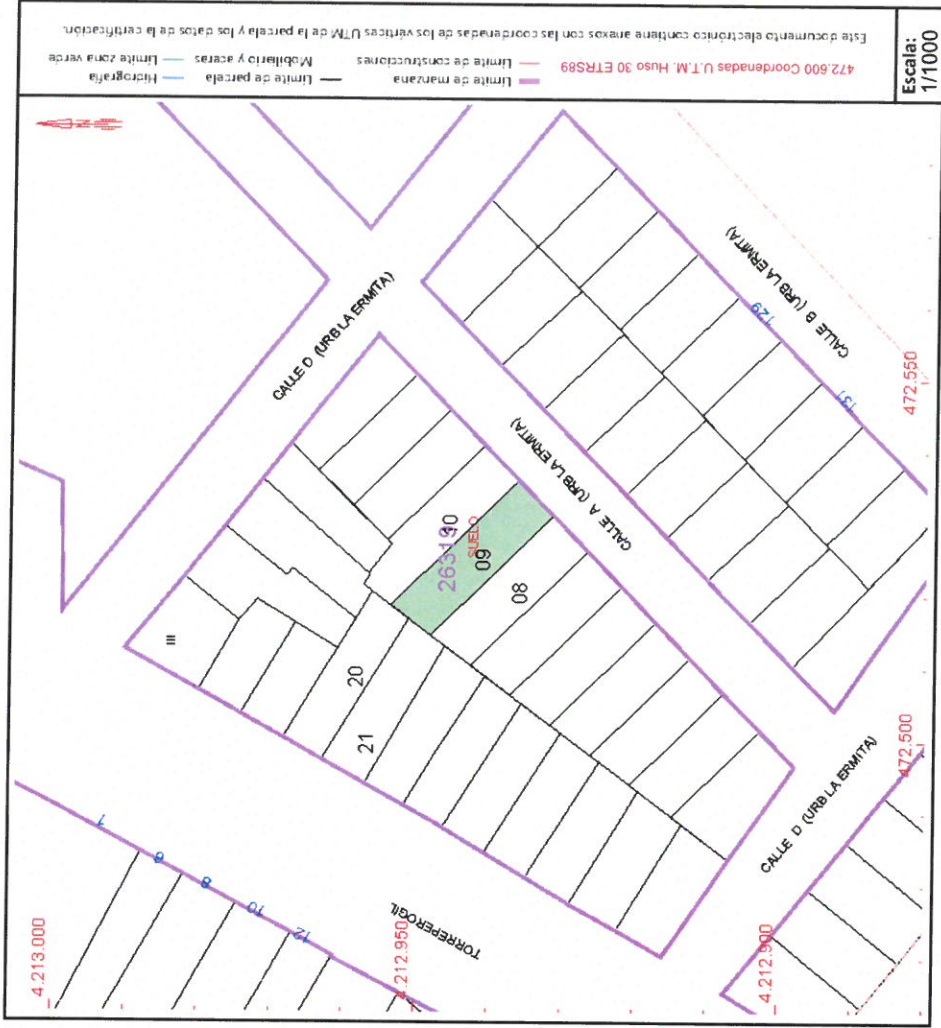 Este documento electrónico contiene anexos con las coordenadas de los vértices UTM de la parcela y los datos de la certificación.
472.600 Coordenadas U.T.M. Huso 30 ETRS89
Límite de manzana
Límite de construcciones
Límite de parcela
Mobiliario y aceras
Hidrografía
Límite zona verde
Escala:
1/1000
4.213.000
4.212.950
4.212.900
472.500
472.550
CALLE D (URB LA ERMITA)
CALLE A (URB LA ERMITA)
CALLE B (URB LA ERMITA)
CALLE D (URB LA ERMITA)
TORREPEROGIL
III
20
21
26319
10
SUELO
09
08
129
131
6
8
10
12